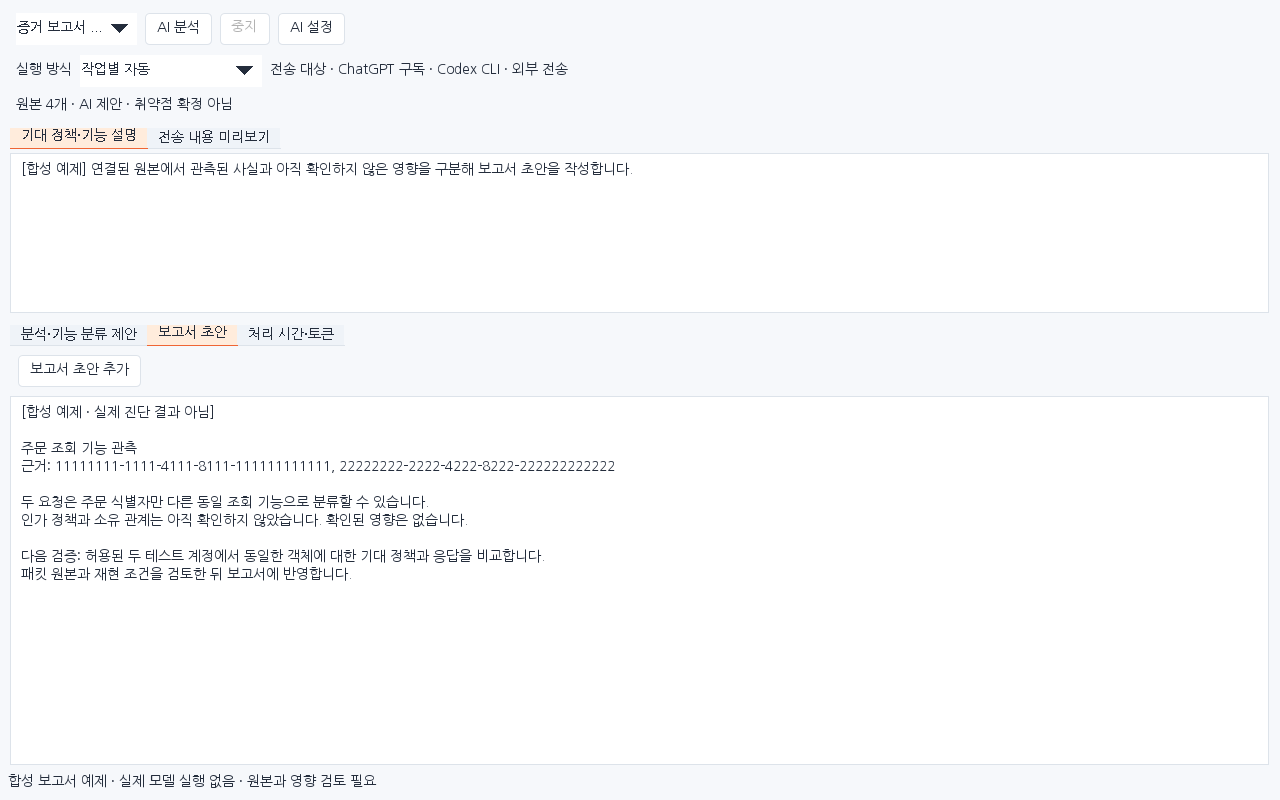 증거 보고서 ...
AI 분석
중지
AI 설정
실행 방식
작업별 자동
전송 대상 · ChatGPT 구독 · Codex CLI · 외부 전송
원본 4개 · AI 제안 · 취약점 확정 아님
기대 정책·기능 설명
전송 내용 미리보기
[합성 예제] 연결된 원본에서 관측된 사실과 아직 확인하지 않은 영향을 구분해 보고서 초안을 작성합니다.
분석·기능 분류 제안
보고서 초안
처리 시간·토큰
보고서 초안 추가
[합성 예제 · 실제 진단 결과 아님]
주문 조회 기능 관측
근거: 11111111-1111-4111-8111-111111111111, 22222222-2222-4222-8222-222222222222
두 요청은 주문 식별자만 다른 동일 조회 기능으로 분류할 수 있습니다.
인가 정책과 소유 관계는 아직 확인하지 않았습니다. 확인된 영향은 없습니다.
다음 검증: 허용된 두 테스트 계정에서 동일한 객체에 대한 기대 정책과 응답을 비교합니다.
패킷 원본과 재현 조건을 검토한 뒤 보고서에 반영합니다.
합성 보고서 예제 · 실제 모델 실행 없음 · 원본과 영향 검토 필요